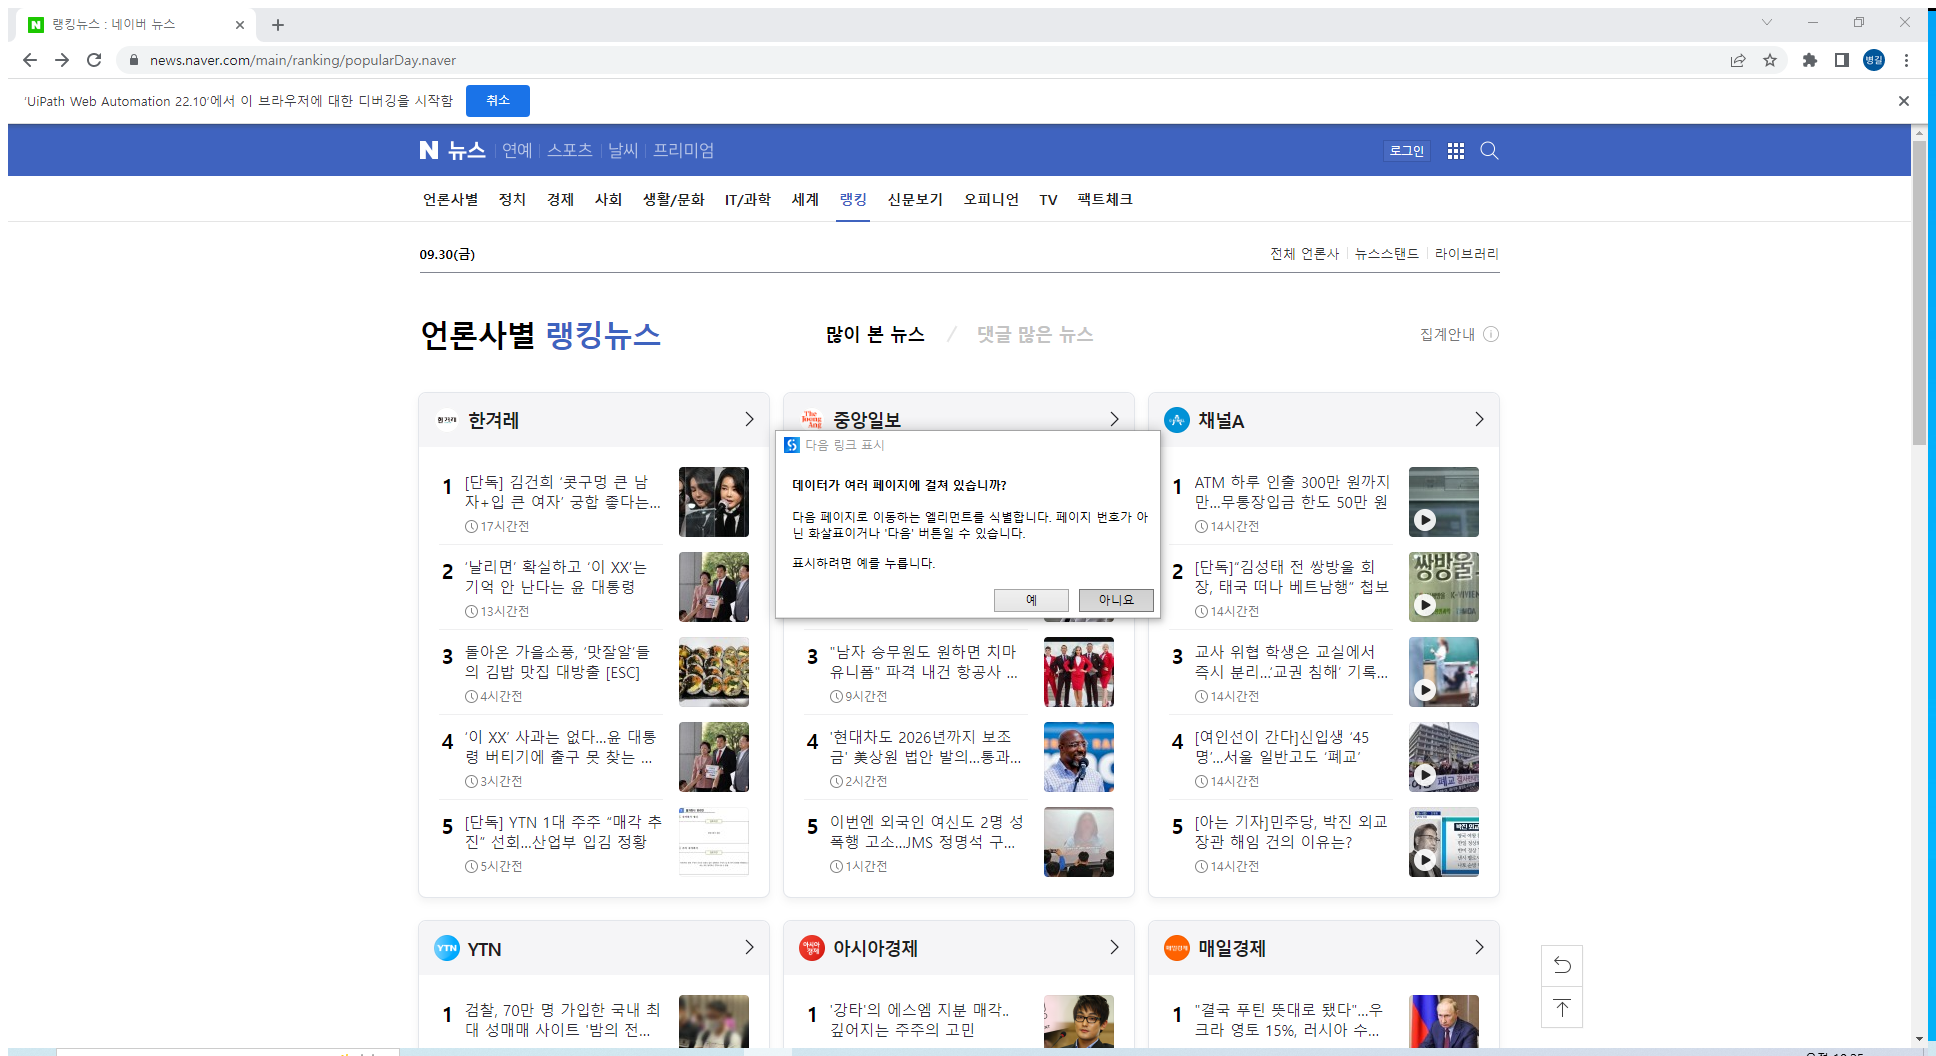 랭킹뉴스 : 네이버 뉴스
news.naver.com/main/ranking/popularDay.naver
병길
'UiPath Web Automation 22.10'에서 이 브라우저에 대한 디버깅을 시작함
취소
N 뉴스 연예 스포츠 날씨 프리미엄
로그인
언론사별 정치 경제 사회 생활/문화 IT/과학 세계 랭킹 신문보기 오피니언 TV 팩트체크
09.30(금)
전체 언론사 뉴스스탠드 라이브러리
언론사별 랭킹뉴스
많이 본 뉴스 / 댓글 많은 뉴스
집계안내
한겨레 한겨레
1 [단독] 김건희 ‘콧구멍 큰 남
자+입 큰 여자’ 궁합 좋다는...
17시간전
2 ‘날리면’ 확실하고 ‘이 XX’는
기억 안 난다는 윤 대통령
13시간전
3 돌아온 가을소풍, ‘맛잘알’들
의 김밥 맛집 대방출 [ESC]
4시간전
4 ‘이 XX’ 사과는 없다…윤 대통
령 버티기에 출구 못 찾는 ...
3시간전
5 [단독] YTN 1대 주주 “매각 추
진” 선회…산업부 입김 정황
5시간전
The JoongAng 중앙일보
다음 링크 표시
데이터가 여러 페이지에 걸쳐 있습니까?
다음 페이지로 이동하는 엘리먼트를 식별합니다. 페이지 번호가 아
닌 화살표이거나 '다음' 버튼일 수 있습니다.
표시하려면 예를 누릅니다.
예 아니요
3 "남자 승무원도 원하면 치마
유니폼" 파격 내건 항공사 ...
9시간전
4 '현대차도 2026년까지 보조
금' 美상원 법안 발의…통과...
2시간전
5 이번엔 외국인 여신도 2명 성
폭행 고소…JMS 정명석 구...
1시간전
채널A
1 ATM 하루 인출 300만 원까지
만…무통장입금 한도 50만 원
14시간전
2 [단독]“김성태 전 쌍방울 회
장, 태국 떠나 베트남행” 첩보
14시간전
쌍방울
3 교사 위협 학생은 교실에서
즉시 분리…‘교권 침해’ 기록...
14시간전
4 [여인선이 간다]신입생 ‘45
명’…서울 일반고도 ‘폐교’
14시간전
5 [아는 기자]민주당, 박진 외교
장관 해임 건의 이유는?
14시간전
YTN YTN
1 검찰, 70만 명 가입한 국내 최
대 성매매 사이트 '밤의 전...
아시아경제 아시아경제
1 '강타'의 에스엠 지분 매각..
깊어지는 주주의 고민
매일경제 매일경제
1 "결국 푸틴 뜻대로 됐다"…우
크라 영토 15%, 러시아 수...